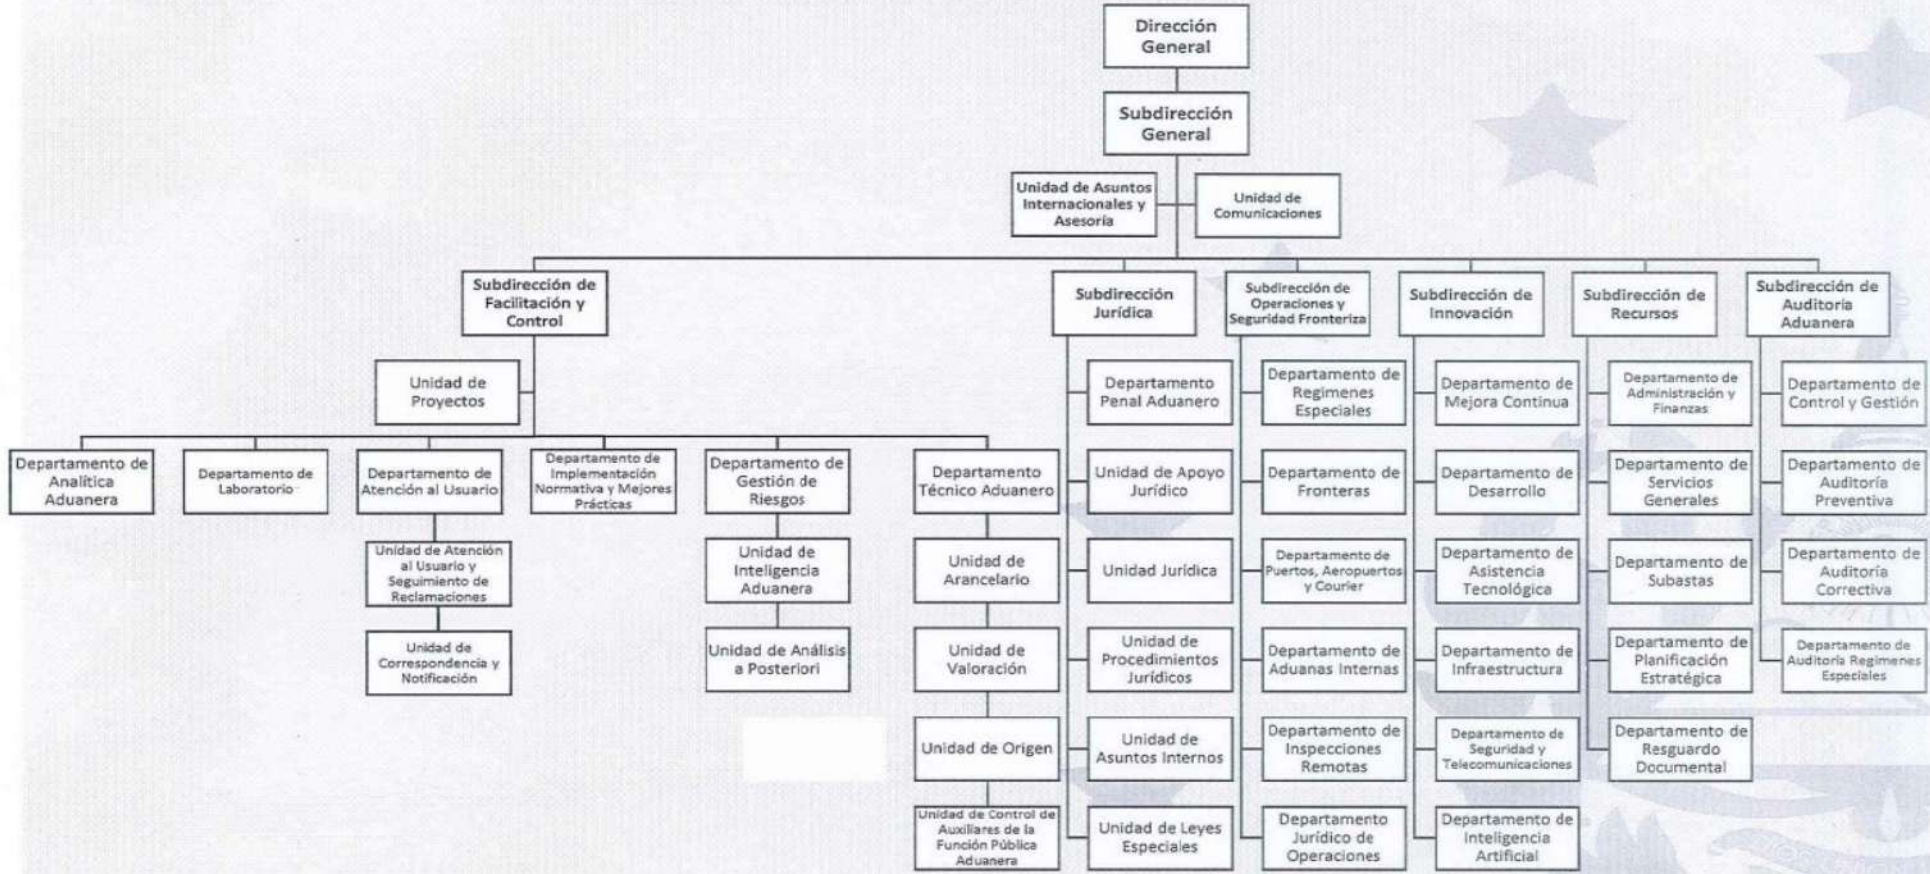 Dirección
General
Subdirección
General
Unidad de Asuntos
Internacionales y
Asesoría
Unidad de
Comunicaciones
Subdirección de
Facilitación y
Control
Subdirección
Jurídica
Subdirección de
Operaciones y
Seguridad Fronteriza
Subdirección de
Innovación
Subdirección de
Recursos
Subdirección de
Auditoría
Aduanera
Unidad de
Proyectos
Departamento
Penal Aduanero
Departamento de
Regimenes
Especiales
Departamento de
Mejora Continua
Departamento de
Administración y
Finanzas
Departamento de
Control y Gestión
Departamento de
Analítica
Aduanera
Departamento de
Laboratorio
Departamento de
Atención al Usuario
Departamento de
Implementación
Normativa y Mejores
Prácticas
Departamento de
Gestión de
Riesgos
Departamento
Técnico Aduanero
Unidad de Apoyo
Jurídico
Departamento de
Fronteras
Departamento de
Desarrollo
Departamento de
Servicios
Generales
Departamento de
Auditoría
Preventiva
Unidad de Atención
al Usuario y
Seguimiento de
Reclamaciones
Unidad de
Inteligencia
Aduanera
Unidad de
Arancelario
Unidad Jurídica
Departamento de
Puertos, Aeropuertos
y Courier
Departamento de
Asistencia
Tecnológica
Departamento de
Subastas
Departamento de
Auditoría
Correctiva
Unidad de
Correspondencia y
Notificación
Unidad de Análisis
a Posteriori
Unidad de
Valoración
Unidad de
Procedimientos
Jurídicos
Departamento de
Aduanas Internas
Departamento de
Infraestructura
Departamento de
Planificación
Estratégica
Departamento de
Auditoría Regimenes
Especiales
Unidad de Origen
Unidad de
Asuntos Internos
Departamento de
Inspecciones
Remotas
Departamento de
Seguridad y
Telecomunicaciones
Departamento de
Resguardo
Documental
Unidad de Control de
Auxiliares de la
Función Pública
Aduanera
Unidad de Leyes
Especiales
Departamento
Jurídico de
Operaciones
Departamento de
Inteligencia
Artificial